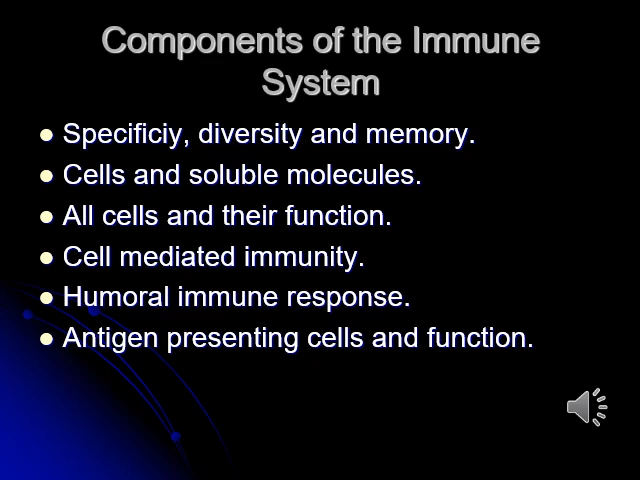 Components of the Immune
System
Specificiy, diversity and memory.
Cells and soluble molecules.
All cells and their function.
Cell mediated immunity.
Humoral immune response.
Antigen presenting cells and function.